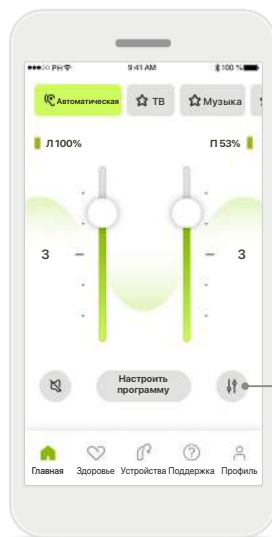 PH 9:41 AM 100 %
Автоматическая ТВ Музыка
Л 100% П 53%
3 3
Настроить
программу
Главная Здоровье Устройства Поддержка Профиль